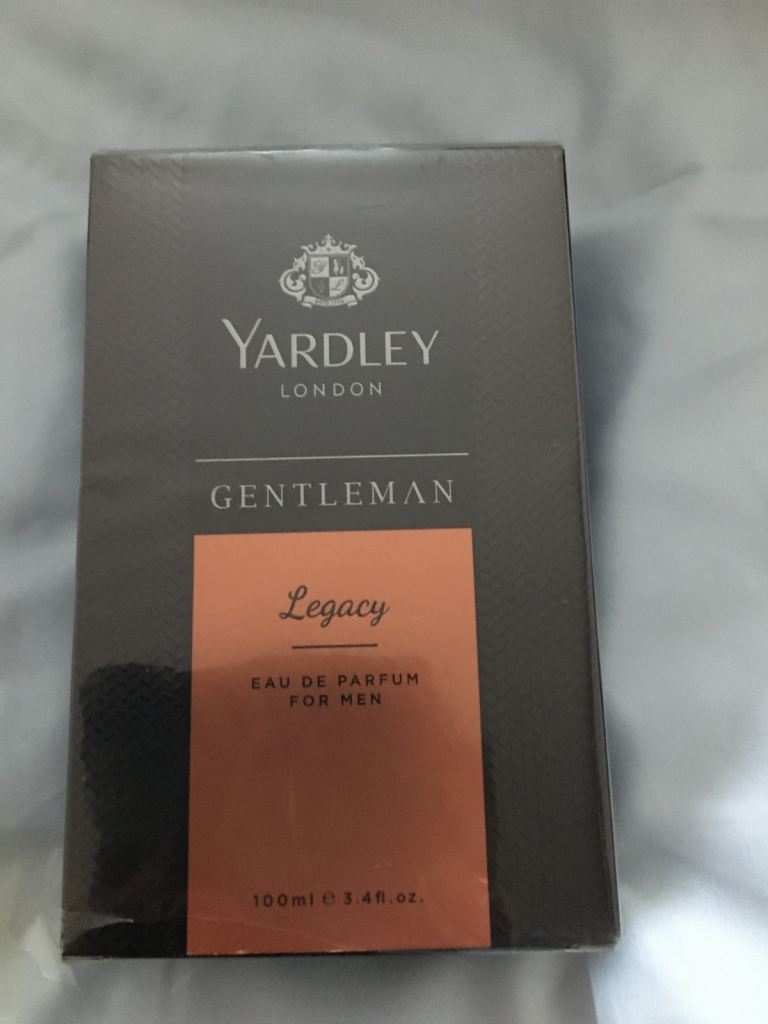 YARDLEY
LONDON
GENTLEMAN
Legacy
EAU DE PARFUM
FOR MEN
100ml e 3.4fl.oz.